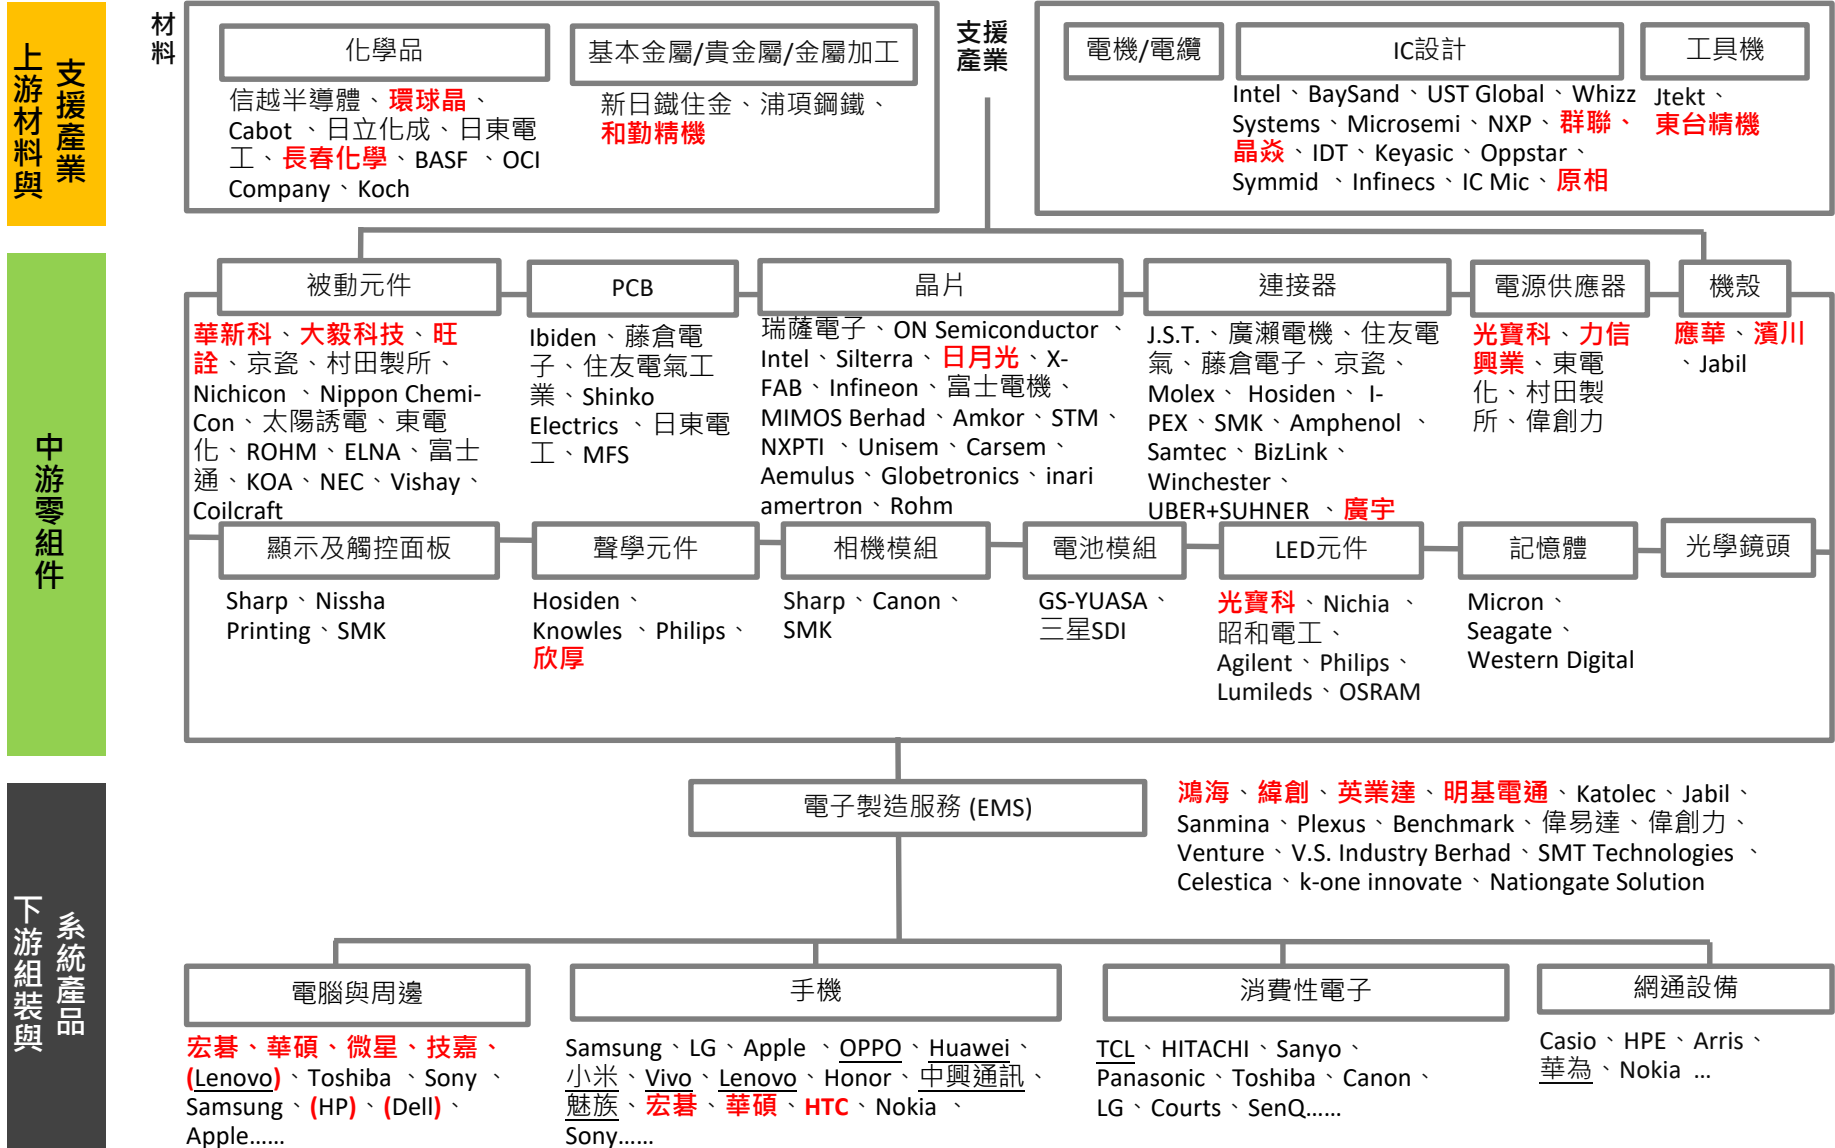 上游材料與
支援產業
材料
化學品
信越半導體、環球晶、
Cabot、日立化成、日東電
工、長春化學、BASF、OCI
Company、Koch
基本金屬/貴金屬/金屬加工
新日鐵住金、浦項鋼鐵、
和勤精機
支援
產業
電機/電纜
IC設計
Intel、BaySand、UST Global、Whizz
Systems、Microsemi、NXP、群聯、
晶焱、IDT、Keyasic、Oppstar、
Symmid、Infinecs、IC Mic、原相
工具機
Jtekt、
東台精機
中游零組件
被動元件
華新科、大毅科技、旺
詮、京瓷、村田製所、
Nichicon、Nippon Chemi-
Con、太陽誘電、東電
化、ROHM、ELNA、富士
通、KOA、NEC、Vishay、
Coilcraft
PCB
Ibiden、藤倉電
子、住友電氣工
業、Shinko
Electrics、日東電
工、MFS
晶片
瑞薩電子、ON Semiconductor、
Intel、Silterra、日月光、X-
FAB、Infineon、富士電機、
MIMOS Berhad、Amkor、STM、
NXPTI、Unisem、Carsem、
Aemulus、Globetronics、inari
amertron、Rohm
連接器
J.S.T.、廣瀨電機、住友電
氣、藤倉電子、京瓷、
Molex、Hosiden、I-
PEX、SMK、Amphenol、
Samtec、BizLink、
Winchester、
UBER+SUHNER、廣宇
電源供應器
光寶科、力信
興業、東電
化、村田製
所、偉創力
機殼
應華、濱川
、Jabil
顯示及觸控面板
Sharp、Nissha
Printing、SMK
聲學元件
Hosiden、
Knowles、Philips、
欣厚
相機模組
Sharp、Canon、
SMK
電池模組
GS-YUASA、
三星SDI
LED元件
光寶科、Nichia、
昭和電工、
Agilent、Philips、
Lumileds、OSRAM
記憶體
Micron、
Seagate、
Western Digital
光學鏡頭
下游組裝與
系統產品
電子製造服務 (EMS)
鴻海、緯創、英業達、明基電通、Katolec、Jabil、
Sanmina、Plexus、Benchmark、偉易達、偉創力、
Venture、V.S. Industry Berhad、SMT Technologies、
Celestica、k-one innovate、Nationgate Solution
電腦與周邊
宏碁、華碩、微星、技嘉、
(Lenovo)、Toshiba、Sony、
Samsung、(HP)、(Dell)、
Apple……
手機
Samsung、LG、Apple、OPPO、Huawei、
小米、Vivo、Lenovo、Honor、中興通訊、
魅族、宏碁、華碩、HTC、Nokia、
Sony……
消費性電子
TCL、HITACHI、Sanyo、
Panasonic、Toshiba、Canon、
LG、Courts、SenQ……
網通設備
Casio、HPE、Arris、
華為、Nokia …